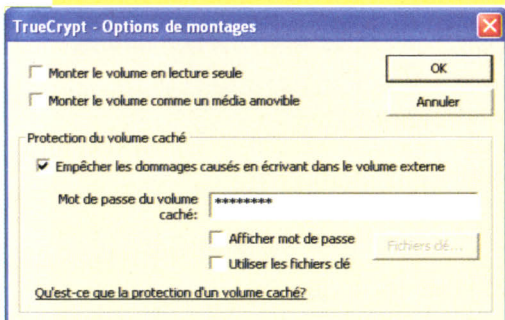 TrueCrypt - Options de montages
Monter le volume en lecture seule
OK
Monter le volume comme un média amovible
Annuler
Protection du volume caché
Empêcher les dommages causés en écrivant dans le volume externe
Mot de passe du volume
caché:
********
Afficher mot de passe
Fichiers clé...
Utiliser les fichiers clé
Qu'est-ce que la protection d'un volume caché?